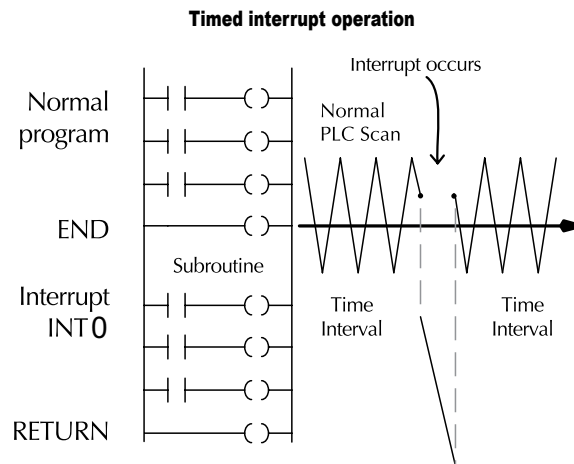 Timed interrupt operation
Interrupt occurs
Normal
program
Normal
PLC Scan
END
Subroutine
Interrupt
INT0
Time
Interval
Time
Interval
RETURN